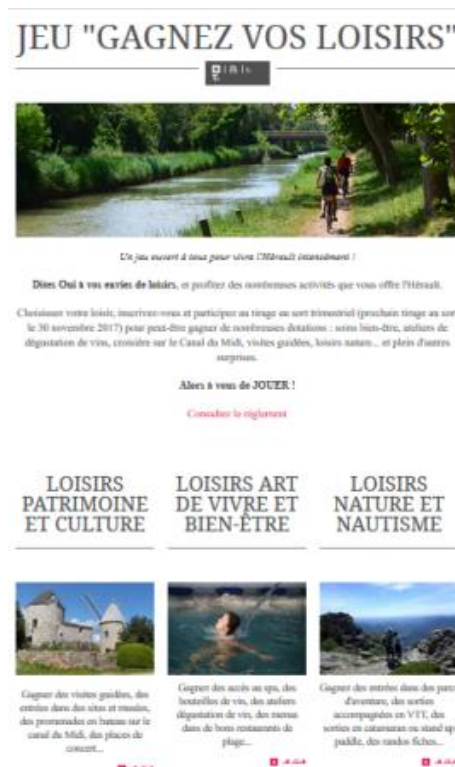 JEU "GAGNEZ VOS LOISIRS"
Un jeu ouvert à tous pour vivre l'Hérault intensément !
Dites Oui à vos envies de loisirs, et profitez des nombreuses activités que vous offre l'Hérault.
Choisissez votre loisir, inscrivez-vous et participez au tirage au sort trimestriel (prochain tirage au sort
le 30 novembre 2017) pour peut-être gagner de nombreuses dotations : soins bien-être, ateliers de
dégustation de vins, croisière sur le Canal du Midi, visites guidées, loisirs nature... et plein d'autres
surprises.
Alors à vous de JOUER !
Consultez le règlement
LOISIRS
PATRIMOINE
ET CULTURE
LOISIRS ART
DE VIVRE ET
BIEN-ÊTRE
LOISIRS
NATURE ET
NAUTISME
Gagner des visites guidées, des
entrées dans des sites et musées,
des promenades en bateau sur le
canal du Midi, des places de
concert...
Gagner des accès au spa, des
bouteilles de vin, des ateliers
dégustation de vin, des menus
dans de bons restaurants de
plage...
Gagner des entrées dans des parcs
d'aventure, des sorties
accompagnées en VTT, des
sorties en catamaran ou stand up
paddle, des randos fiches...